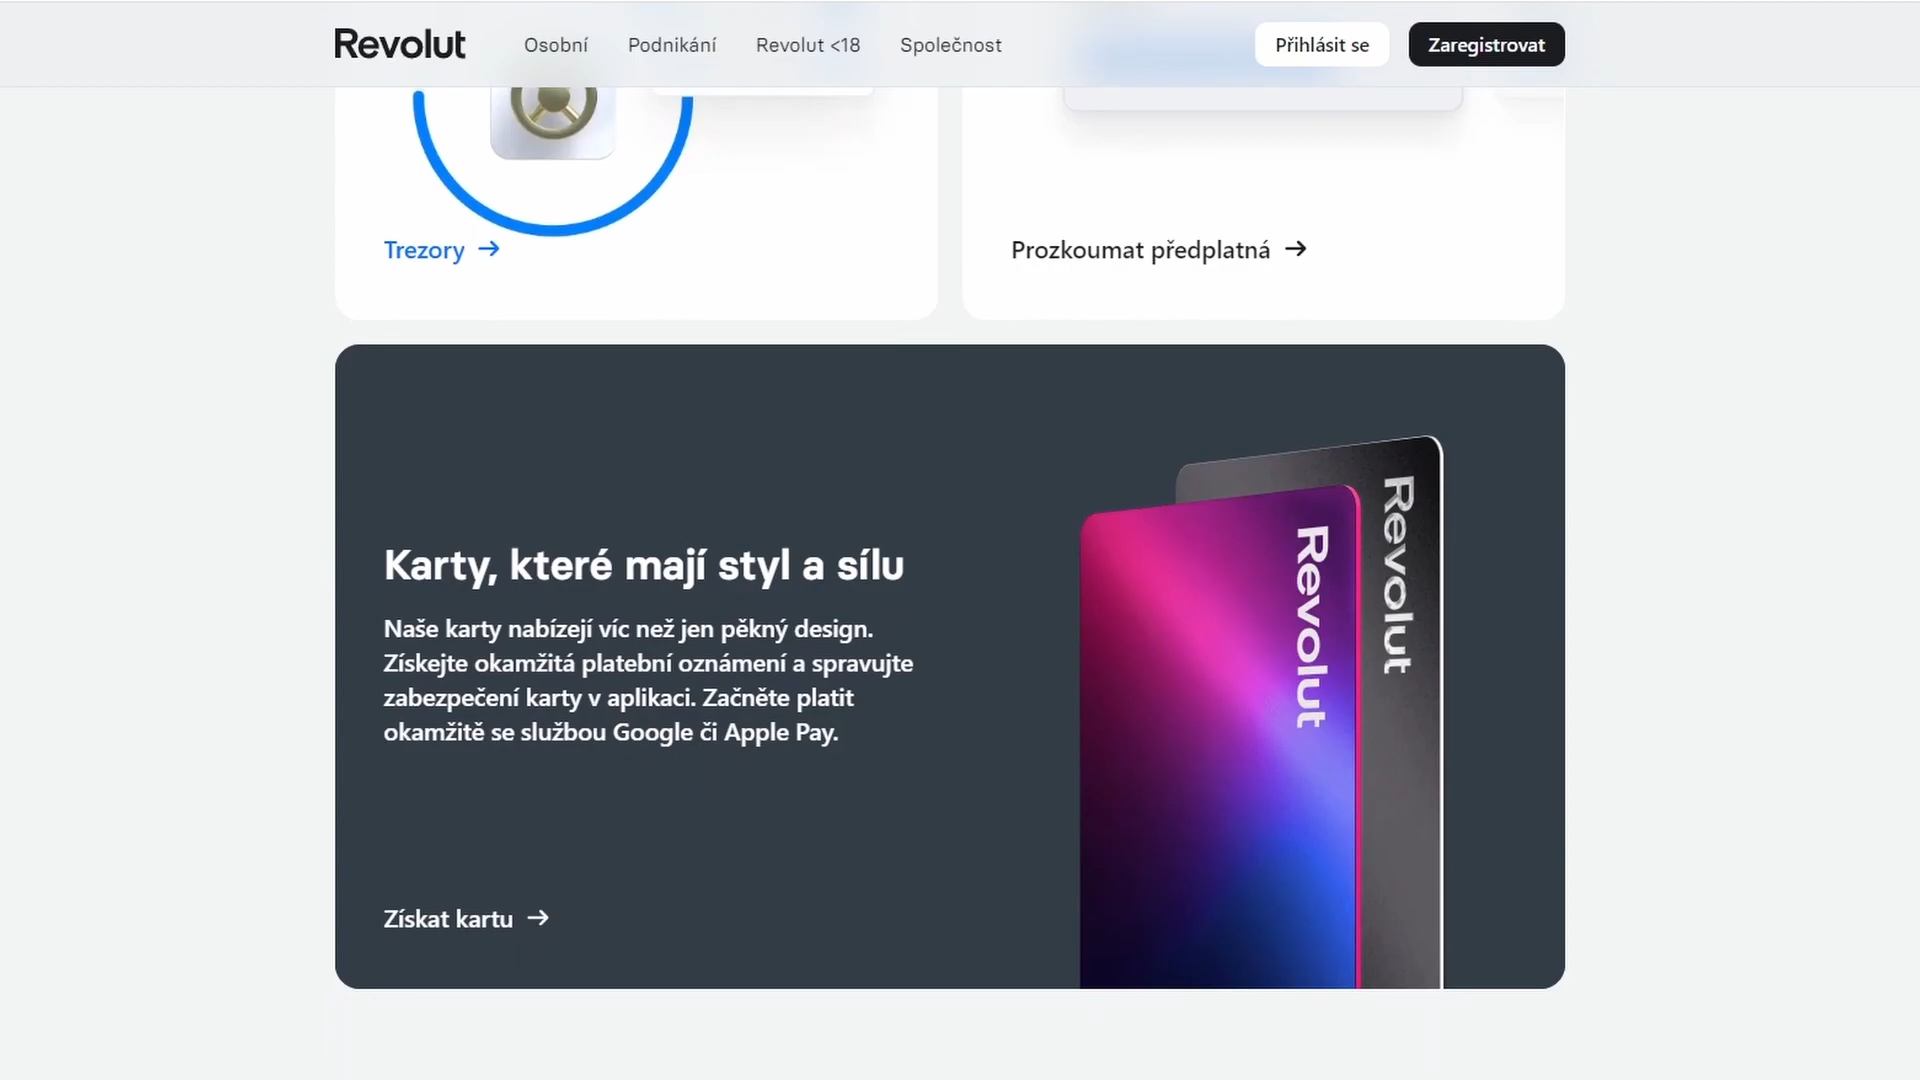 Revolut
Osobní
Podnikání
Revolut <18
Společnost
Přihlásit se
Zaregistrovat
Trezory →
Prozkoumat předplatná →
Karty, které mají styl a sílu
Naše karty nabízejí víc než jen pěkný design.
Získejte okamžitá platební oznámení a spravujte
zabezpečení karty v aplikaci. Začněte platit
okamžitě se službou Google či Apple Pay.
Získat kartu →
Revolut
Revolut